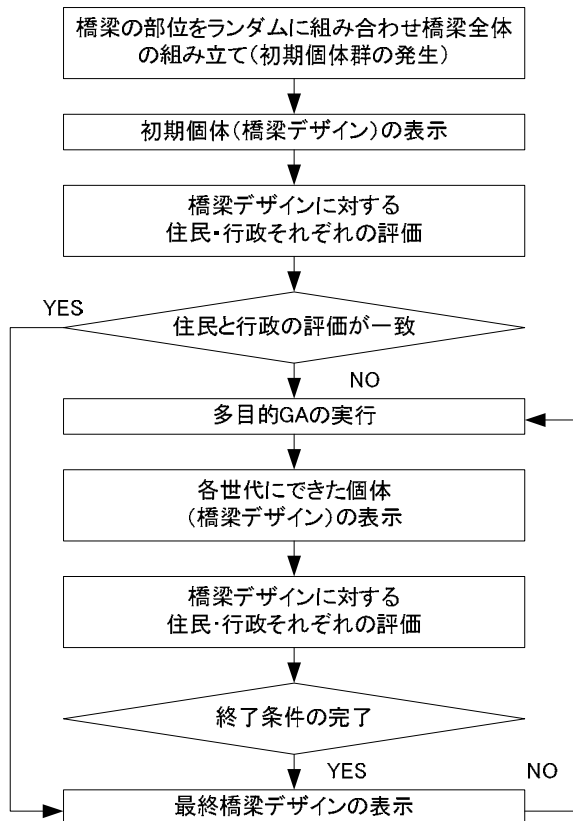 橋梁の部位をランダムに組み合わせ橋梁全体
の組み立て(初期個体群の発生)
初期個体(橋梁デザイン)の表示
橋梁デザインに対する
住民・行政それぞれの評価
YES
住民と行政の評価が一致
NO
多目的GAの実行
各世代にできた個体
(橋梁デザイン)の表示
橋梁デザインに対する
住民・行政それぞれの評価
終了条件の完了
YES
NO
最終橋梁デザインの表示